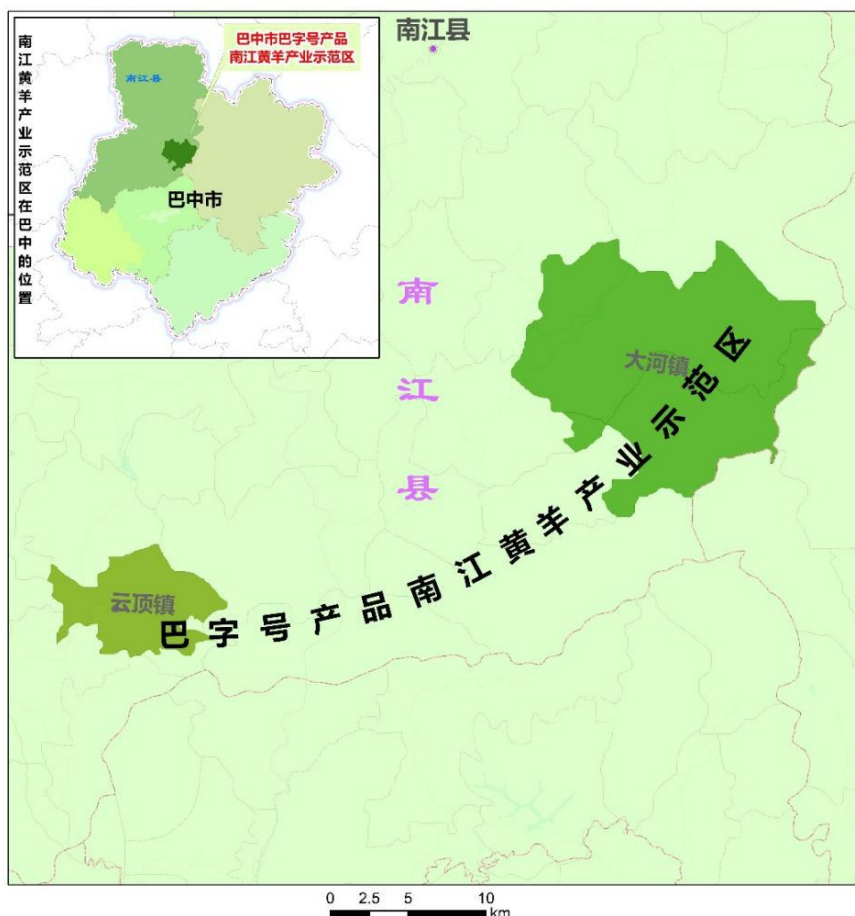 南江黄羊产业示范区在巴中的位置
巴中市巴字号产品
南江黄羊产业示范区
南江县
巴中市
南江县
南江县
大河镇
云顶镇
巴字号产品南江黄羊产业示范区
0 2.5 5 10
km